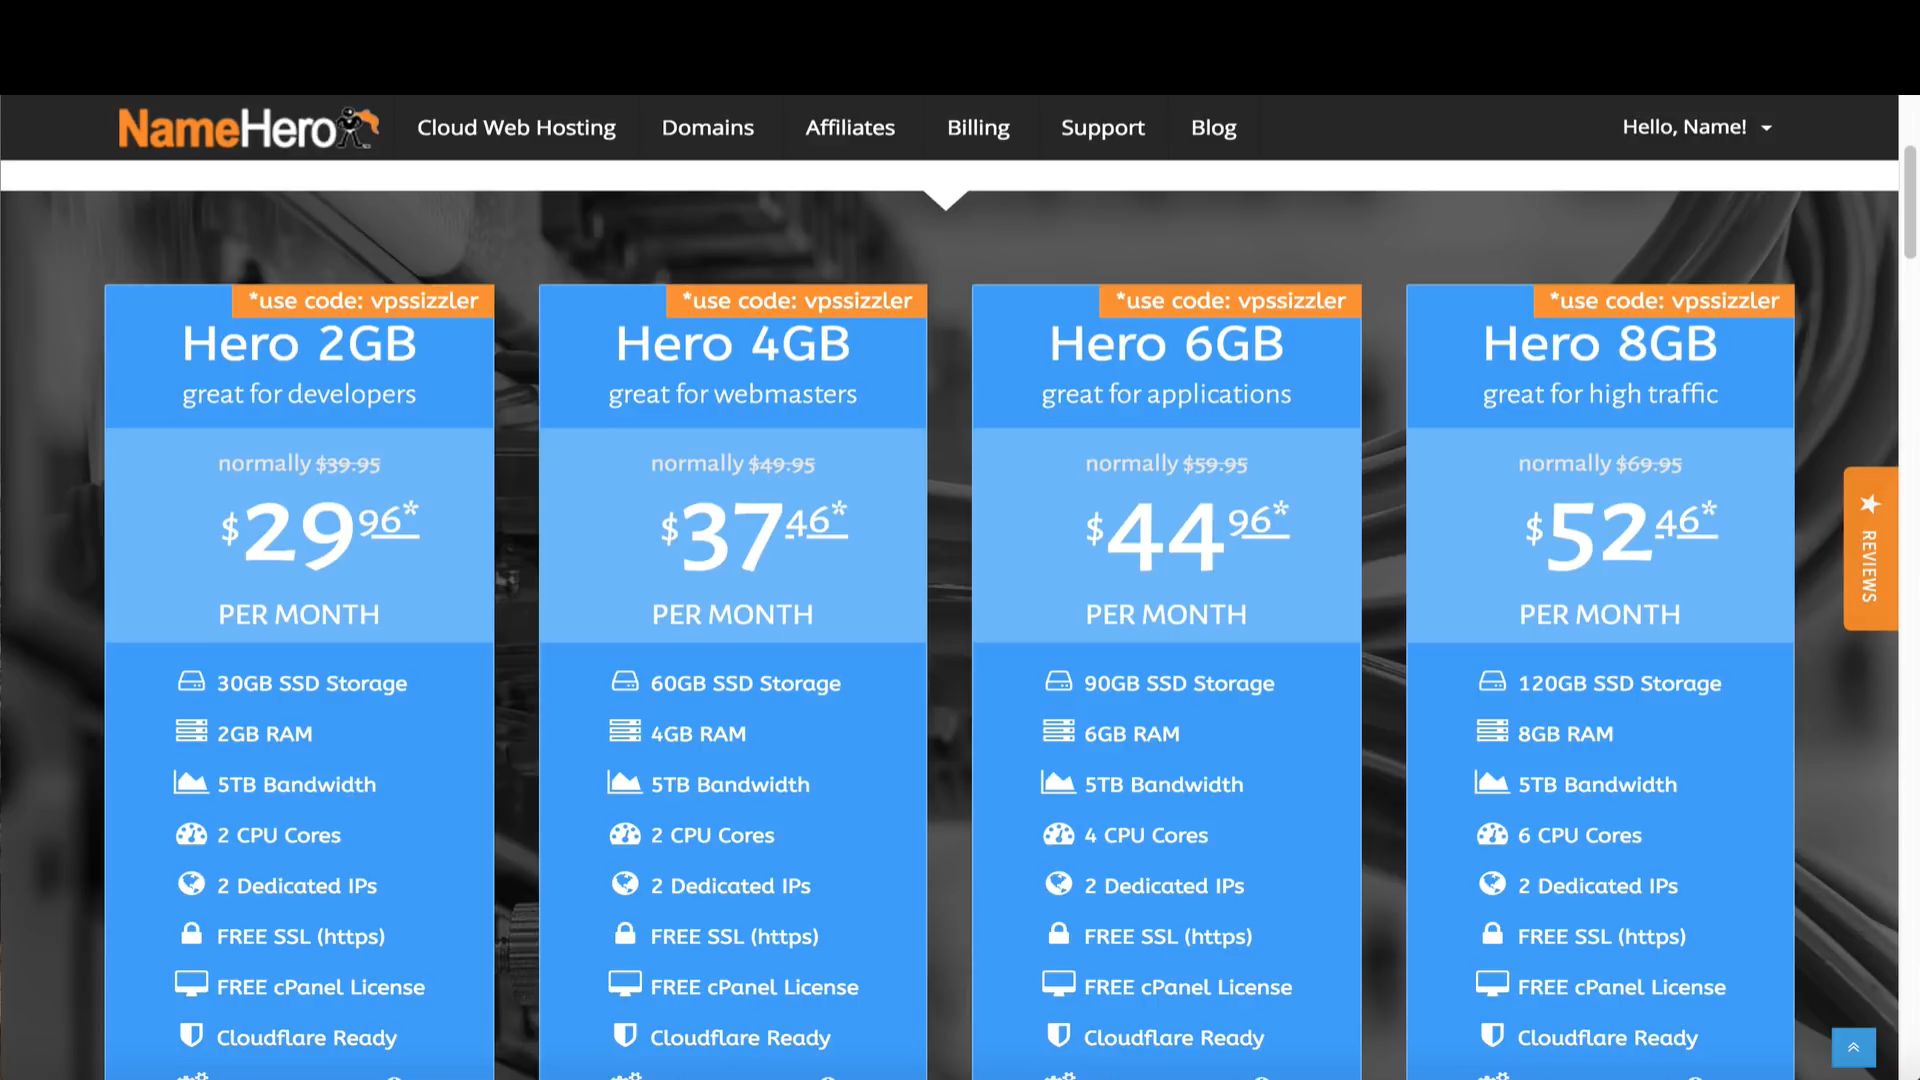 NameHero
Cloud Web Hosting
Domains
Affiliates
Billing
Support
Blog
Hello, Name!
*use code: vpssizzler
Hero 2GB
great for developers
normally $39.95
$29 96*
PER MONTH
30GB SSD Storage
2GB RAM
5TB Bandwidth
2 CPU Cores
2 Dedicated IPs
FREE SSL (https)
FREE cPanel License
Cloudflare Ready
*use code: vpssizzler
Hero 4GB
great for webmasters
normally $49.95
$37.46*
PER MONTH
60GB SSD Storage
4GB RAM
5TB Bandwidth
2 CPU Cores
2 Dedicated IPs
FREE SSL (https)
FREE cPanel License
Cloudflare Ready
*use code: vpssizzler
Hero 6GB
great for applications
normally $59.95
$44 96*
PER MONTH
90GB SSD Storage
6GB RAM
5TB Bandwidth
4 CPU Cores
2 Dedicated IPs
FREE SSL (https)
FREE cPanel License
Cloudflare Ready
*use code: vpssizzler
Hero 8GB
great for high traffic
normally $69.95
$52.46*
PER MONTH
120GB SSD Storage
8GB RAM
5TB Bandwidth
6 CPU Cores
2 Dedicated IPs
FREE SSL (https)
FREE cPanel License
Cloudflare Ready
REVIEWS